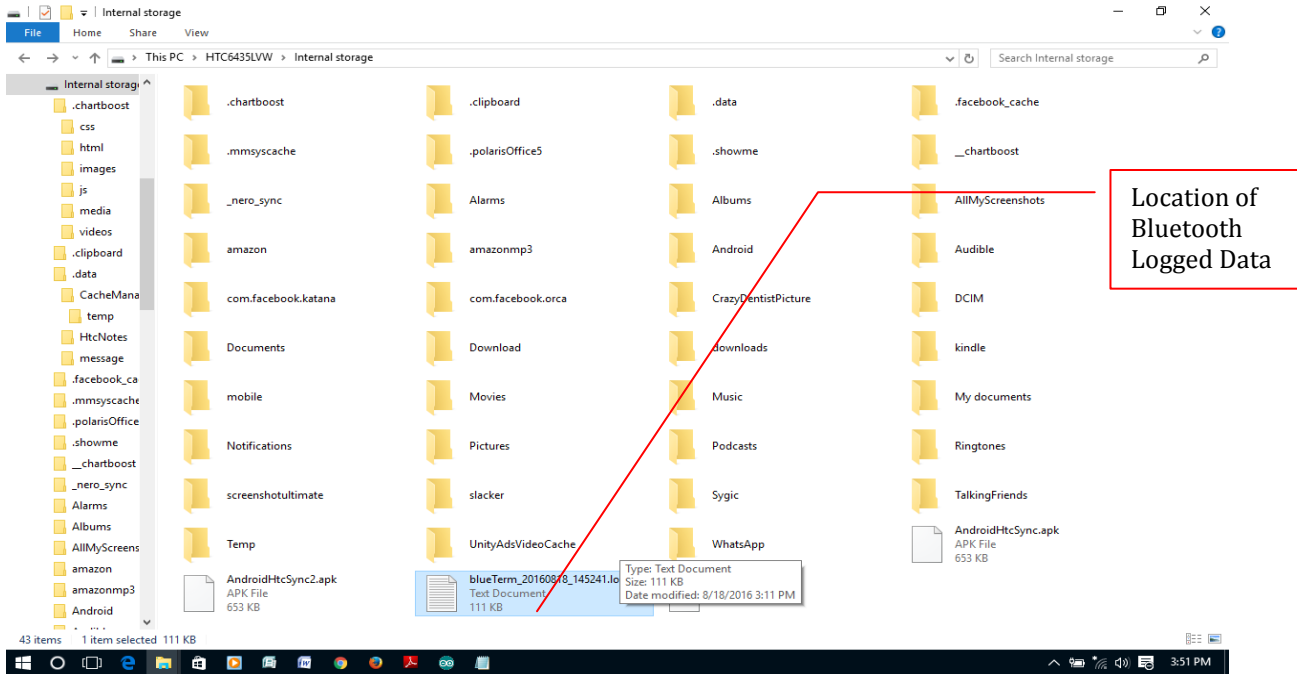 Internal storage
File Home Share View
This PC > HTC6435LVW > Internal storage
Search Internal storage
Internal storag
.chartboost
css
html
images
js
media
videos
.clipboard
.data
CacheMana
temp
HtcNotes
message
.facebook_ca
.mmsyscache
.polarisOffice
.showme
__chartboost
_nero_sync
Alarms
Albums
AllMyScreens
amazon
amazonmp3
Android
.chartboost .clipboard .data .facebook_cache
.mmsyscache .polarisOffice5 .showme __chartboost
_nero_sync Alarms Albums AllMyScreenshots
amazon amazonmp3 Android Audible
com.facebook.katana com.facebook.orca CrazyDentistPicture DCIM
Documents Download downloads kindle
mobile Movies Music My documents
Notifications Pictures Podcasts Ringtones
screenshotultimate slacker Sygic TalkingFriends
Temp UnityAdsVideoCache WhatsApp AndroidHtcSync.apk
APK File
653 KB
AndroidHtcSync2.apk
APK File
653 KB
blueTerm_20160818_145241.lo
Text Document
111 KB
Type: Text Document
Size: 111 KB
Date modified: 8/18/2016 3:11 PM
Location of
Bluetooth
Logged Data
43 items 1 item selected 111 KB
3:51 PM